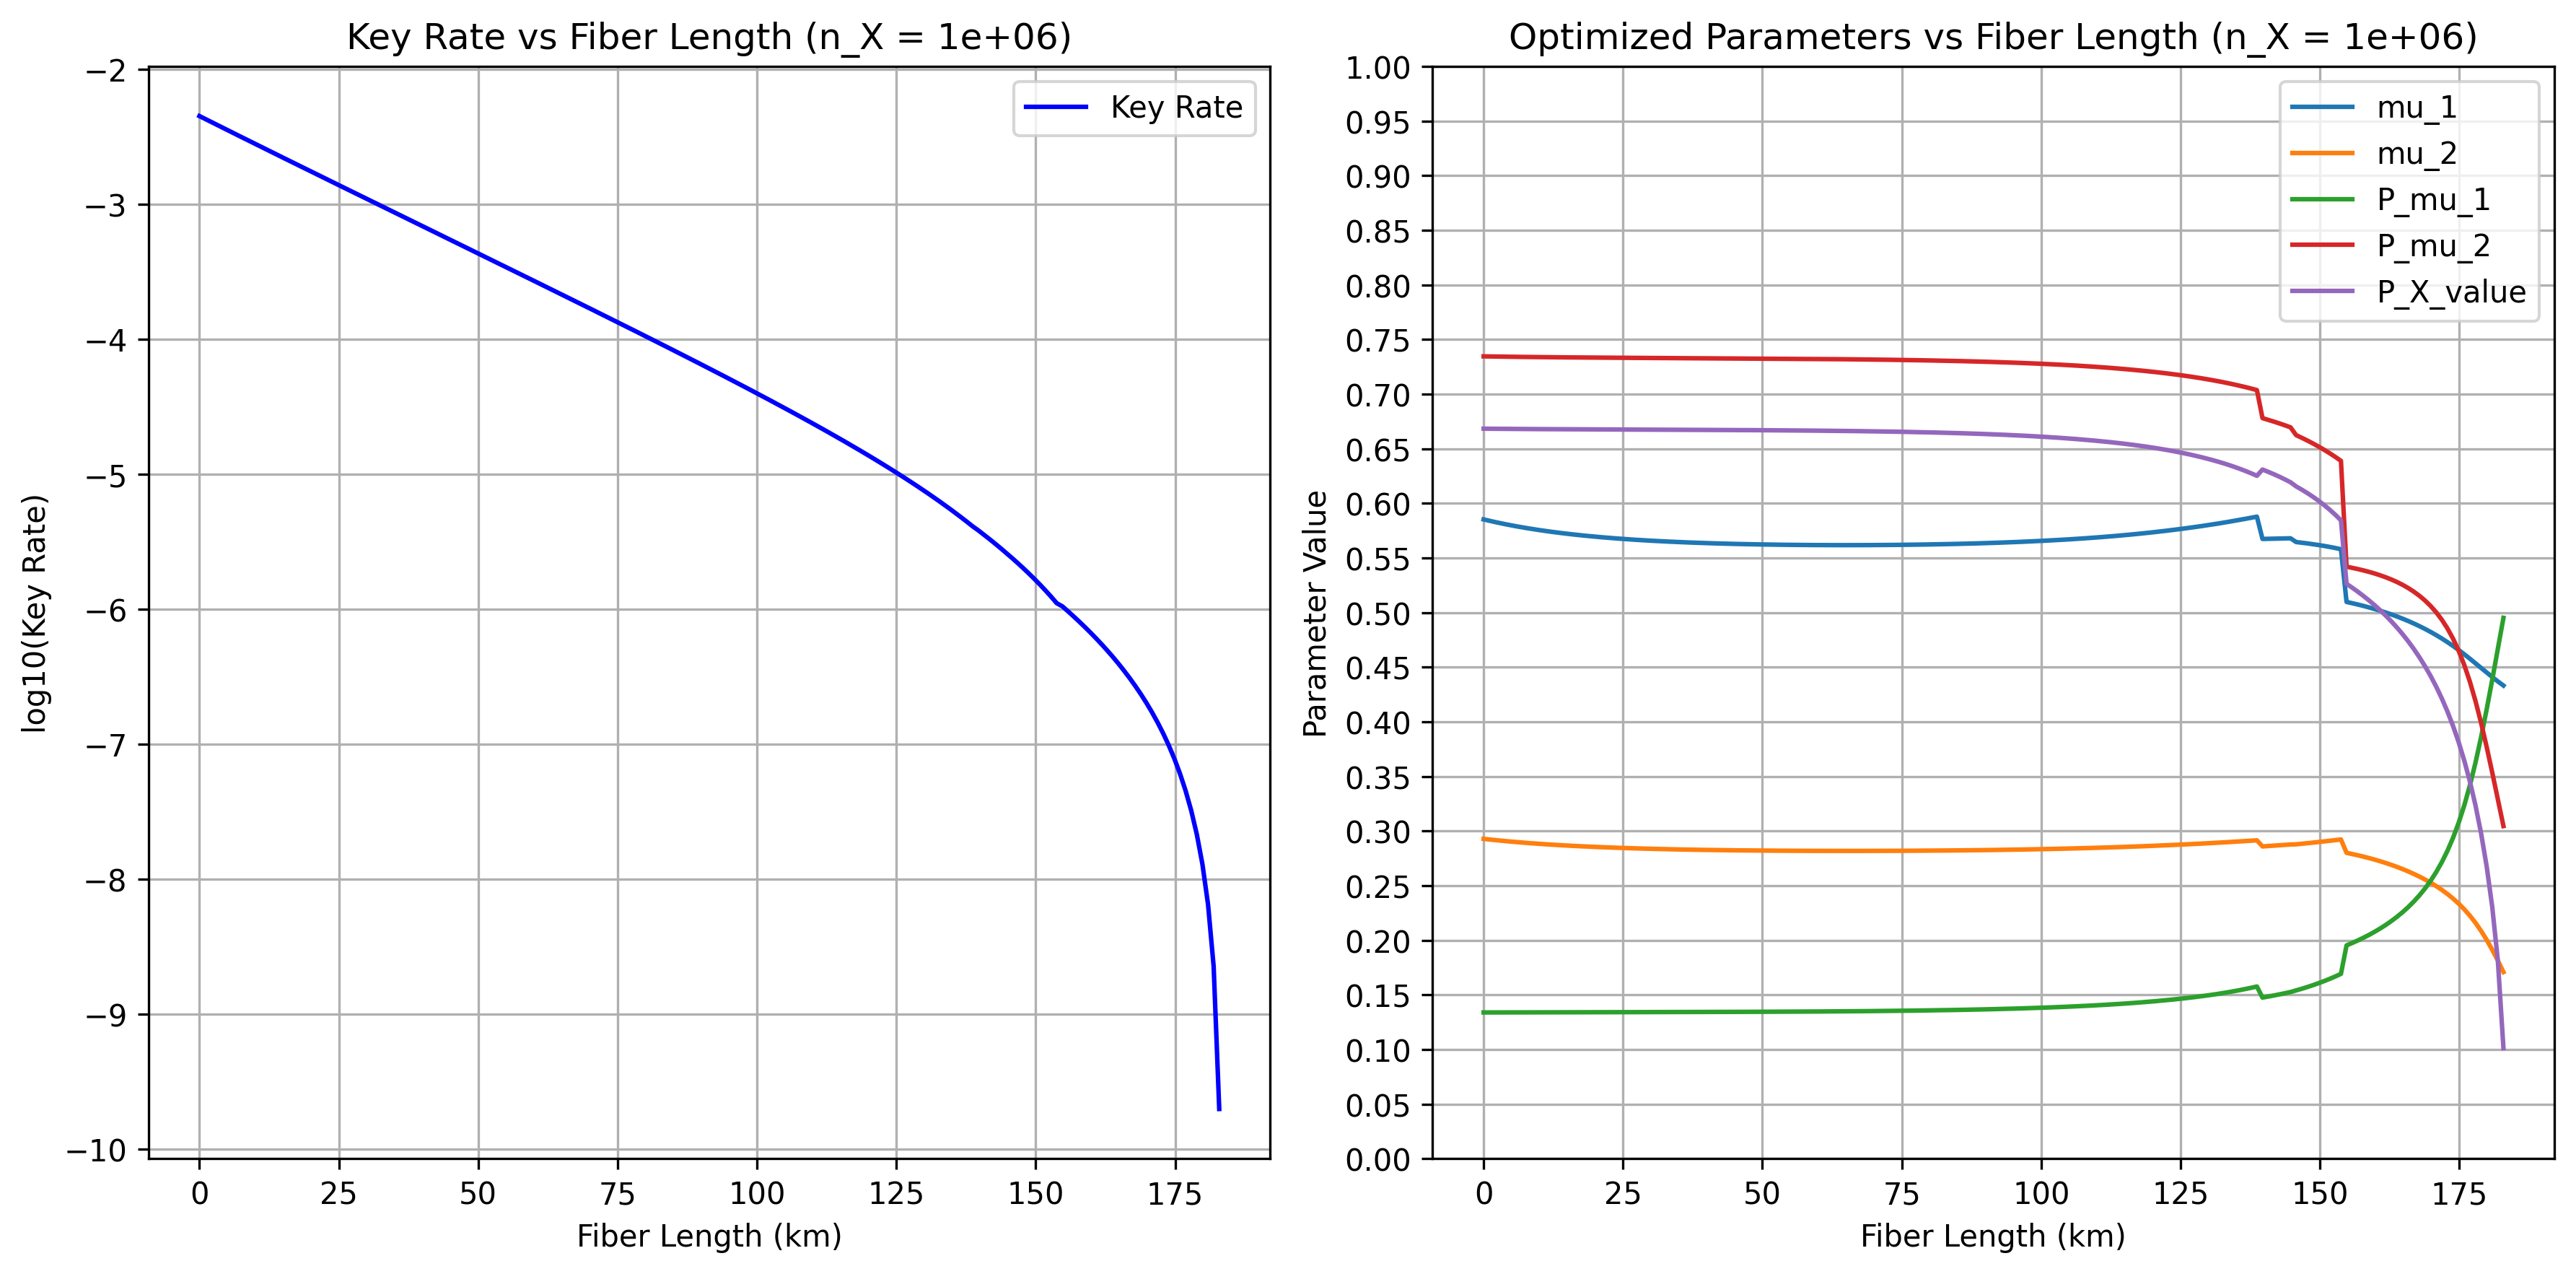 Key Rate vs Fiber Length (n_X = 1e+06)
Key Rate
−2
−3
−4
−5
−6
−7
−8
−9
−10
log10(Key Rate)
0 25 50 75 100 125 150 175
Fiber Length (km)
Optimized Parameters vs Fiber Length (n_X = 1e+06)
mu_1
mu_2
P_mu_1
P_mu_2
P_X_value
1.00
0.95
0.90
0.85
0.80
0.75
0.70
0.65
0.60
0.55
0.50
0.45
0.40
0.35
0.30
0.25
0.20
0.15
0.10
0.05
0.00
Parameter Value
0 25 50 75 100 125 150 175
Fiber Length (km)